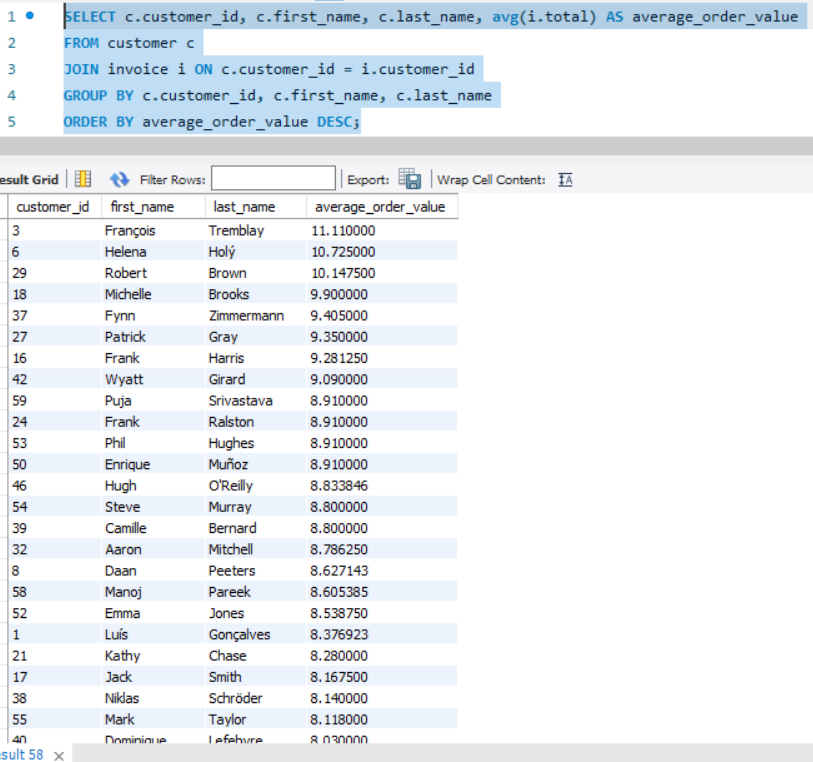 1 SELECT c.customer_id, c.first_name, c.last_name, avg(i.total) AS average_order_value
2 FROM customer c
3 JOIN invoice i ON c.customer_id = i.customer_id
4 GROUP BY c.customer_id, c.first_name, c.last_name
5 ORDER BY average_order_value DESC;
esult Grid Filter Rows: Export: Wrap Cell Content: IA
customer_id first_name last_name average_order_value
3 François Tremblay 11.110000
6 Helena Holý 10.725000
29 Robert Brown 10.147500
18 Michelle Brooks 9.900000
37 Fynn Zimmermann 9.405000
27 Patrick Gray 9.350000
16 Frank Harris 9.281250
42 Wyatt Girard 9.090000
59 Puja Srivastava 8.910000
24 Frank Ralston 8.910000
53 Phil Hughes 8.910000
50 Enrique Muñoz 8.910000
46 Hugh O'Reilly 8.833846
54 Steve Murray 8.800000
39 Camille Bernard 8.800000
32 Aaron Mitchell 8.786250
8 Daan Peeters 8.627143
58 Manoj Pareek 8.605385
52 Emma Jones 8.538750
1 Luís Gonçalves 8.376923
21 Kathy Chase 8.280000
17 Jack Smith 8.167500
38 Niklas Schröder 8.140000
55 Mark Taylor 8.118000
40 Dominique Lefebvre 8.030000
esult 58